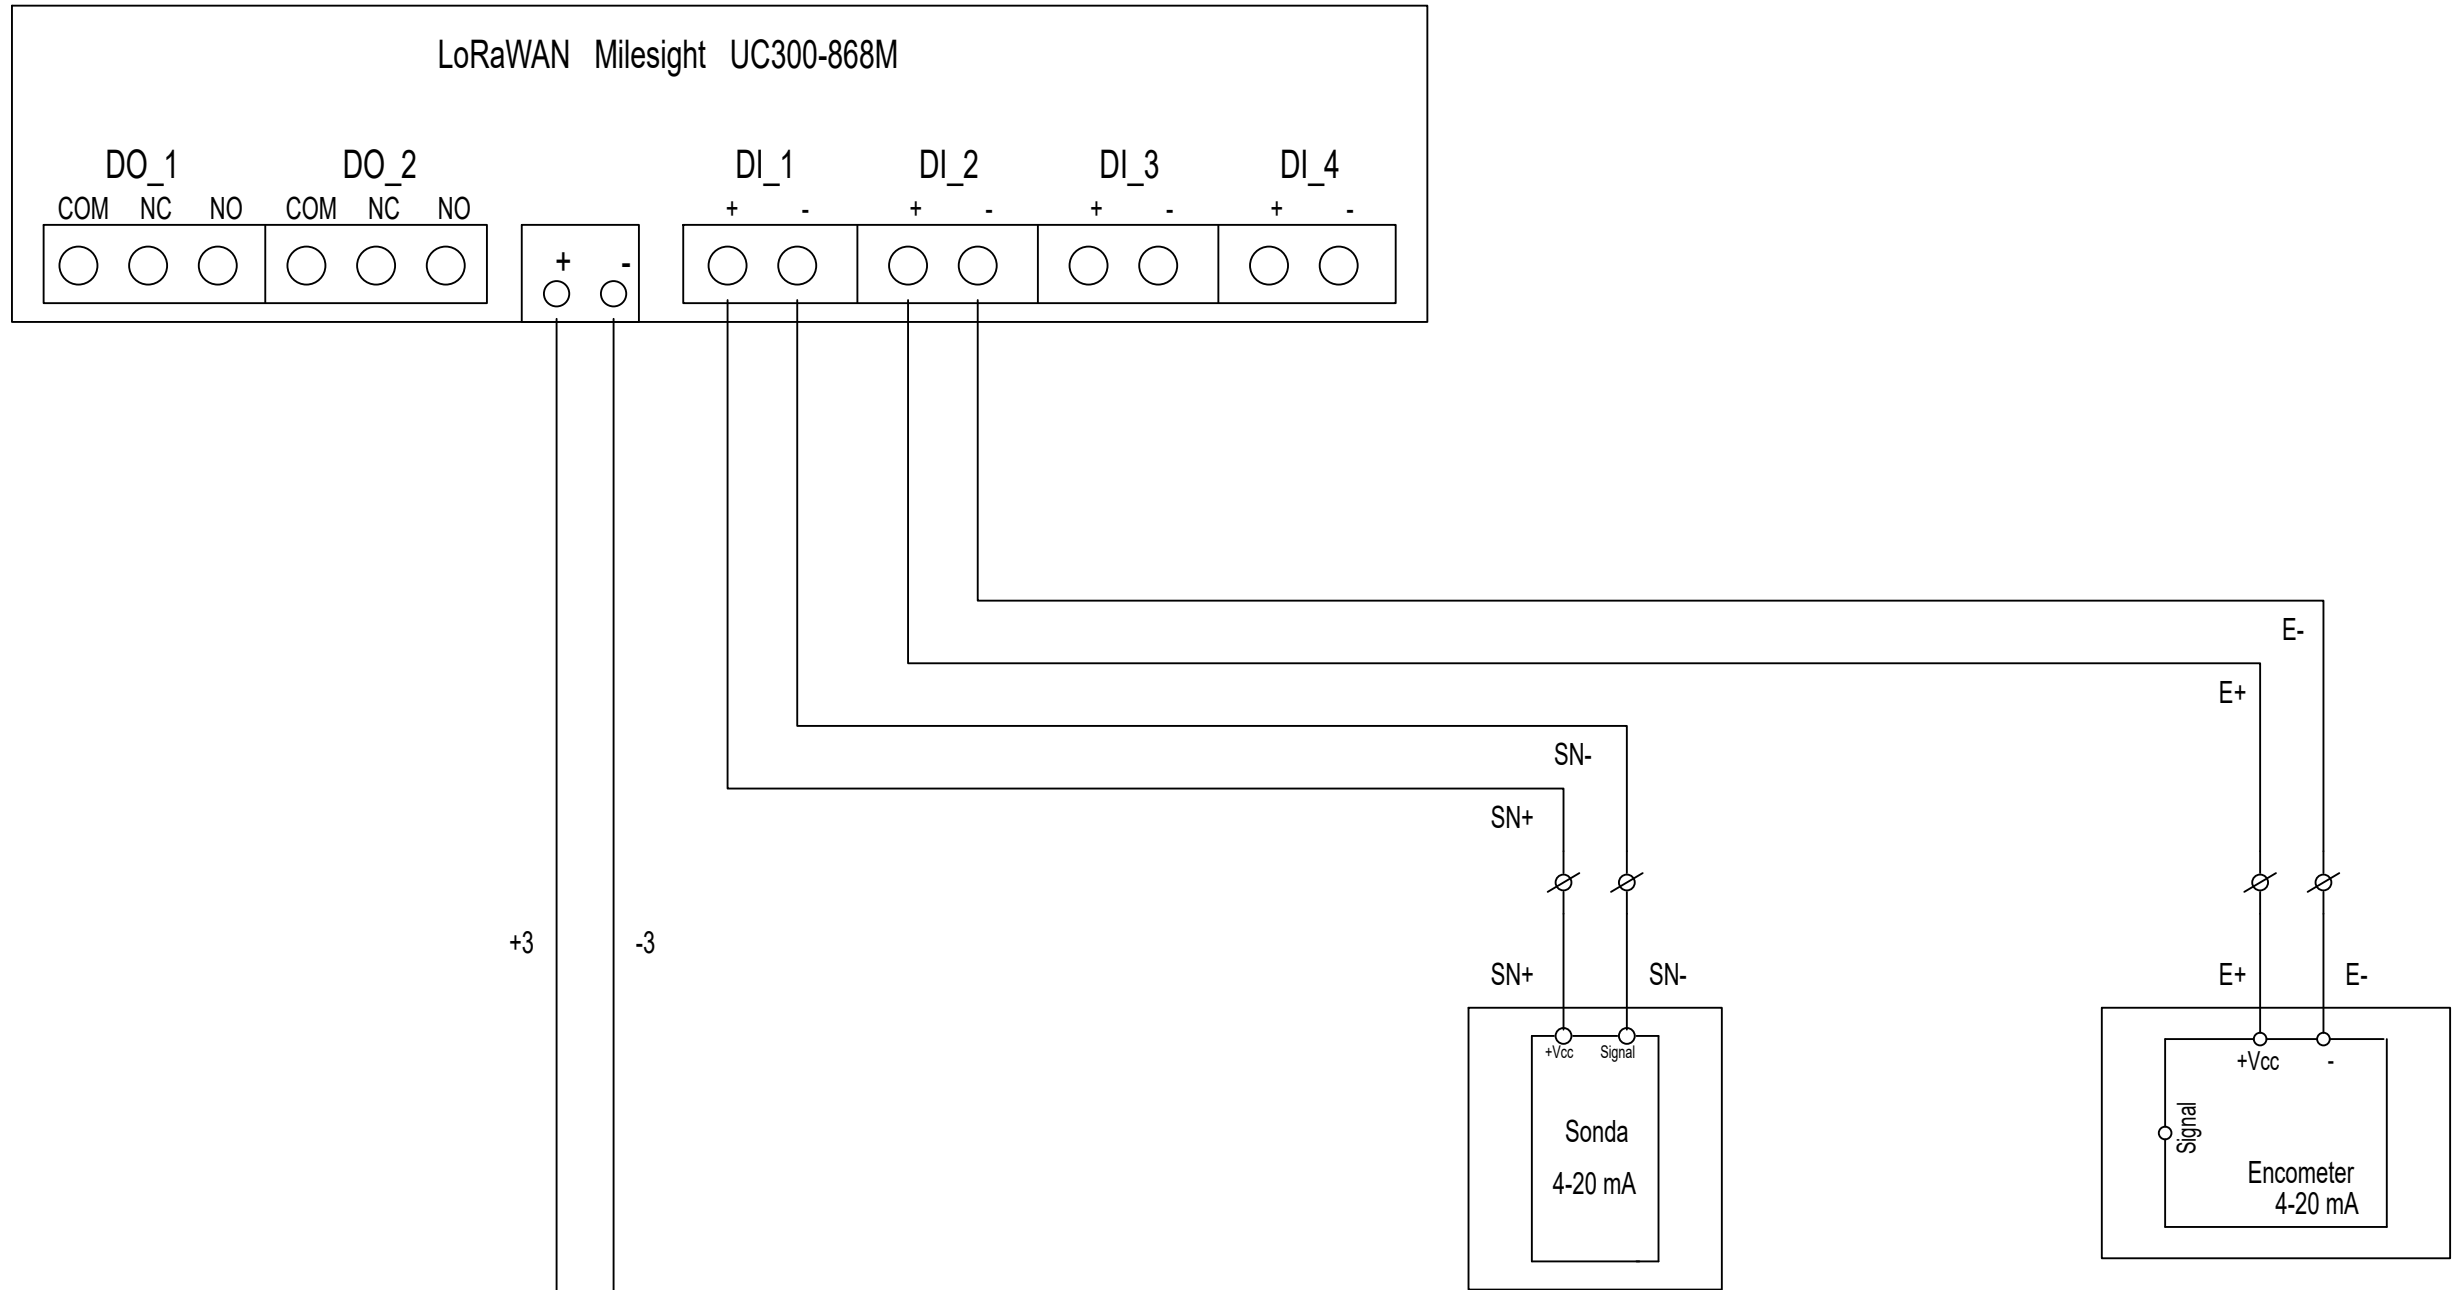 LoRaWAN Milesight UC300-868M
DO_1 DO_2 DI_1 DI_2 DI_3 DI_4
COM NC NO COM NC NO + - + - + - + -
+ -
E-
E+
SN-
SN+
+3 -3
SN+ SN- E+ E-
+Vcc Signal
+Vcc -
Signal
Sonda
4-20 mA
Encometer
4-20 mA